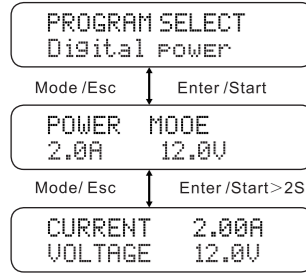 PROGRAM SELECT
Digital POWER
Mode /Esc Enter /Start
POWER MOOE
2.0A 12.0V
Mode/ Esc Enter /Start>2S
CURRENT 2.00A
VOLTAGE 12.0V